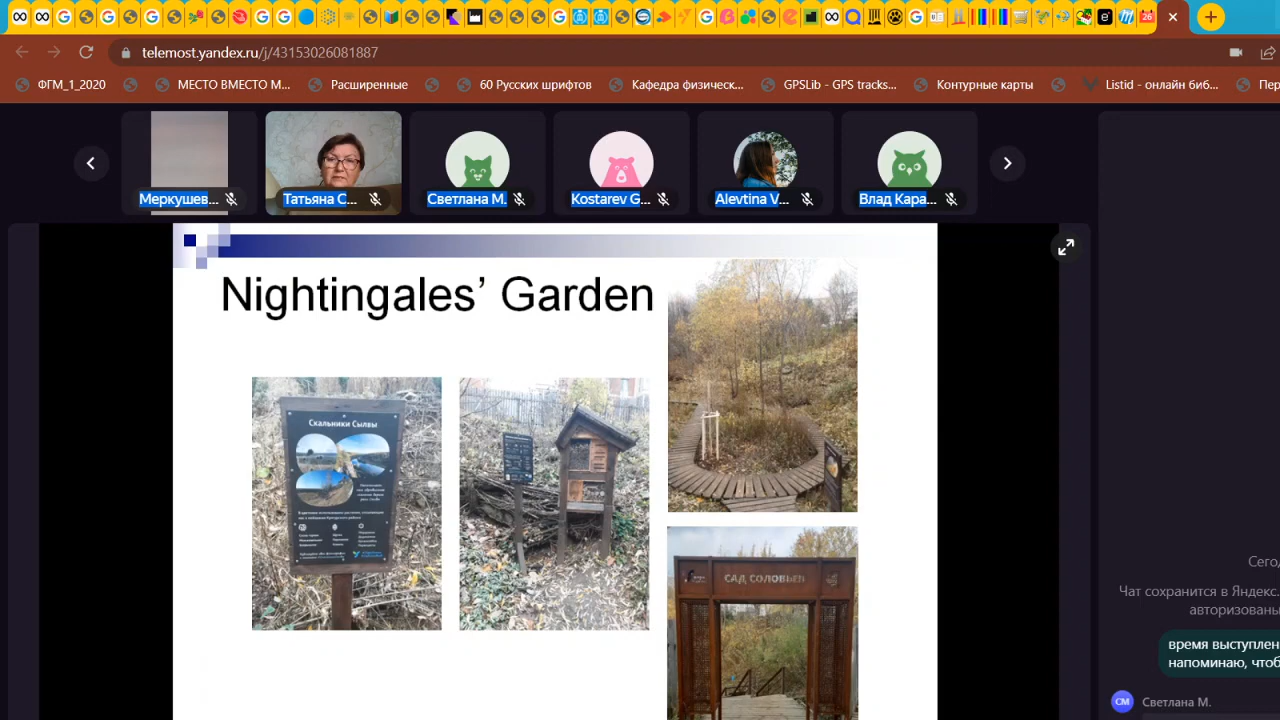 telemost.yandex.ru/j/43153026081887
ФГМ_1_2020
МЕСТО ВМЕСТО М...
Расширенные
60 Русских шрифтов
Кафедра физическ...
GPSLib - GPS tracks...
Контурные карты
Listid - онлайн биб...
Пер
26
Меркушев...
Татьяна С...
Светлана М.
Kostarev G...
Alevtina V...
Влад Кара...
Nightingales’ Garden
Скальники Сылвы
САД СОЛОВЬЕВ
Сегод
Чат сохранится в Яндекс.
авторизованы
время выступлен
напоминаю, чтоб
СМ
Светлана М.